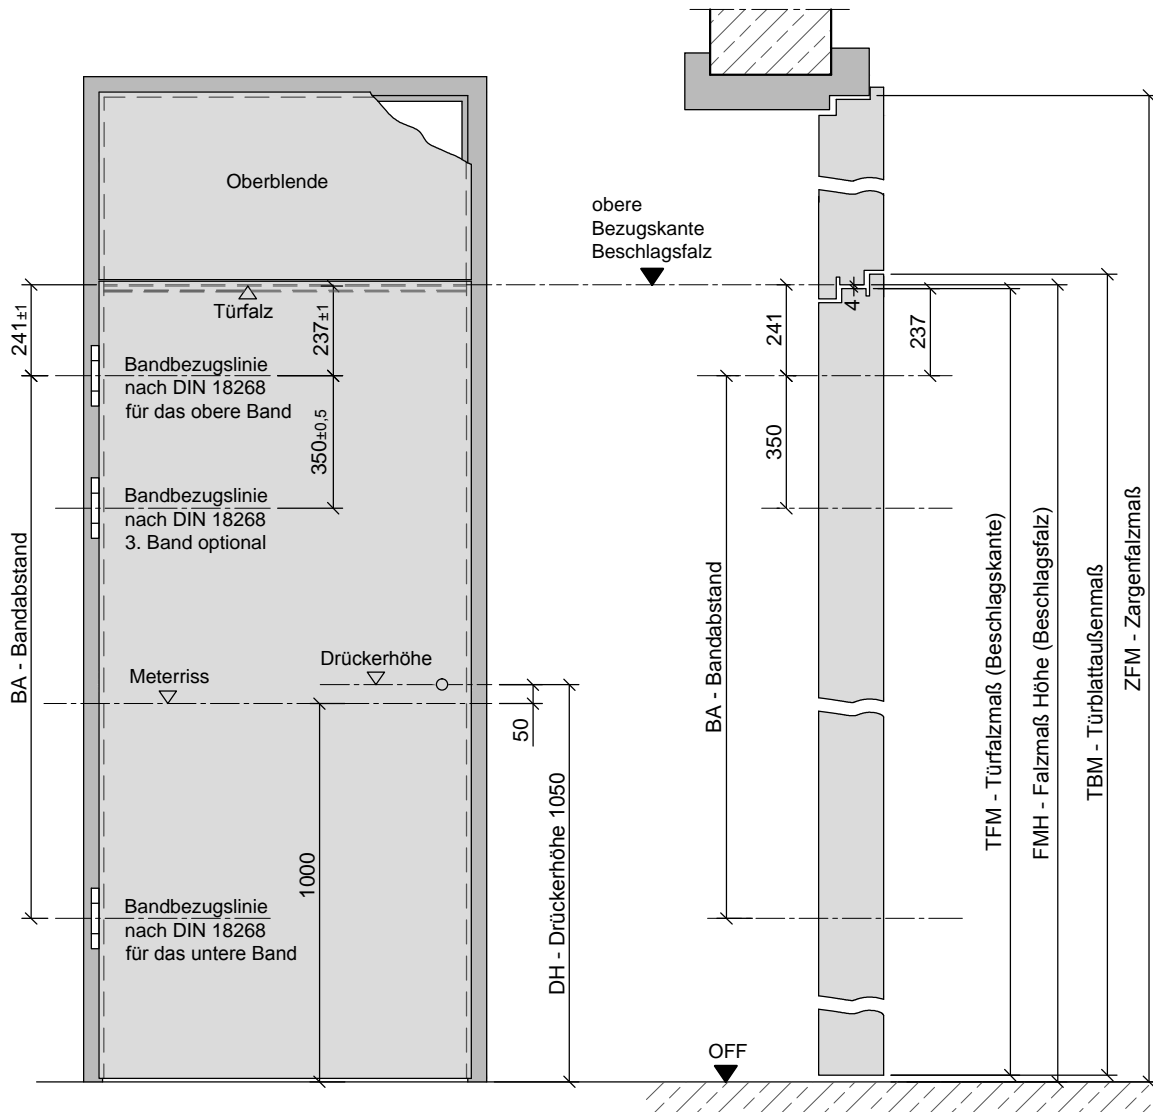 Oberblende
obere
Bezugskante
Beschlagsfalz
Türfalz
241±1
237±1
Bandbezugslinie
nach DIN 18268
für das obere Band
350±0,5
Bandbezugslinie
nach DIN 18268
3. Band optional
BA - Bandabstand
Meterriss
Drückerhöhe
50
1000
DH - Drückerhöhe 1050
Bandbezugslinie
nach DIN 18268
für das untere Band
241
4
237
350
BA - Bandabstand
TFM - Türfalzmaß (Beschlagskante)
FMH - Falzmaß Höhe (Beschlagsfalz)
TBM - Türblattaußenmaß
ZFM - Zargenfalzmaß
OFF